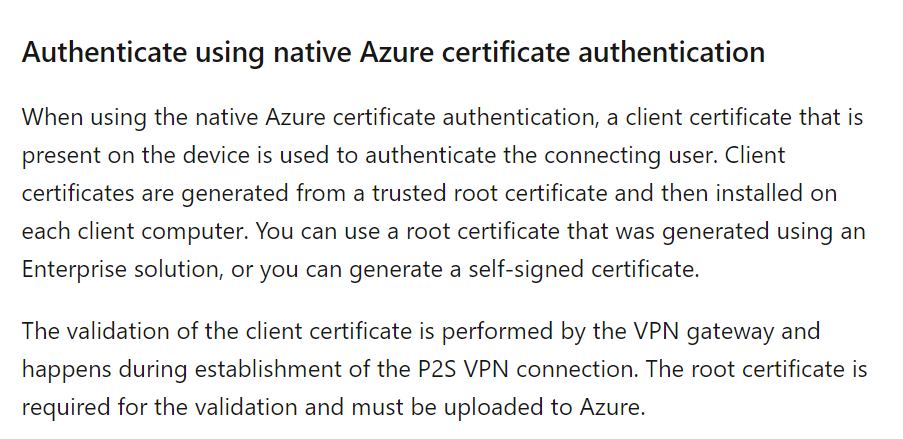 Authenticate using native Azure certificate authentication
When using the native Azure certificate authentication, a client certificate that is
present on the device is used to authenticate the connecting user. Client
certificates are generated from a trusted root certificate and then installed on
each client computer. You can use a root certificate that was generated using an
Enterprise solution, or you can generate a self-signed certificate.
The validation of the client certificate is performed by the VPN gateway and
happens during establishment of the P2S VPN connection. The root certificate is
required for the validation and must be uploaded to Azure.